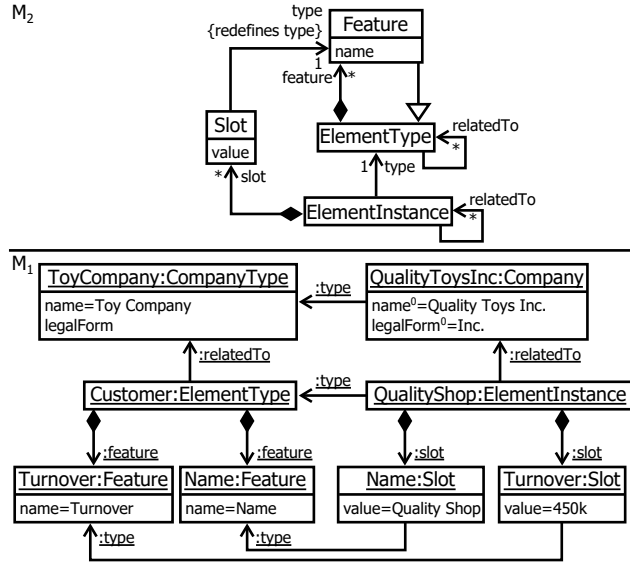 M₂
type
{redefines type}
1
Feature
name
feature
*
Slot
value
* slot
ElementType
relatedTo
*
1 type
ElementInstance
relatedTo
*
M₁
ToyCompany:CompanyType
name=Toy Company
legalForm
:type
QualityToysInc:Company
name⁰=Quality Toys Inc.
legalForm⁰=Inc.
:relatedTo
:relatedTo
Customer:ElementType
:type
QualityShop:ElementInstance
:feature
:feature
:slot
:slot
Turnover:Feature
name=Turnover
Name:Feature
name=Name
Name:Slot
value=Quality Shop
Turnover:Slot
value=450k
:type
:type